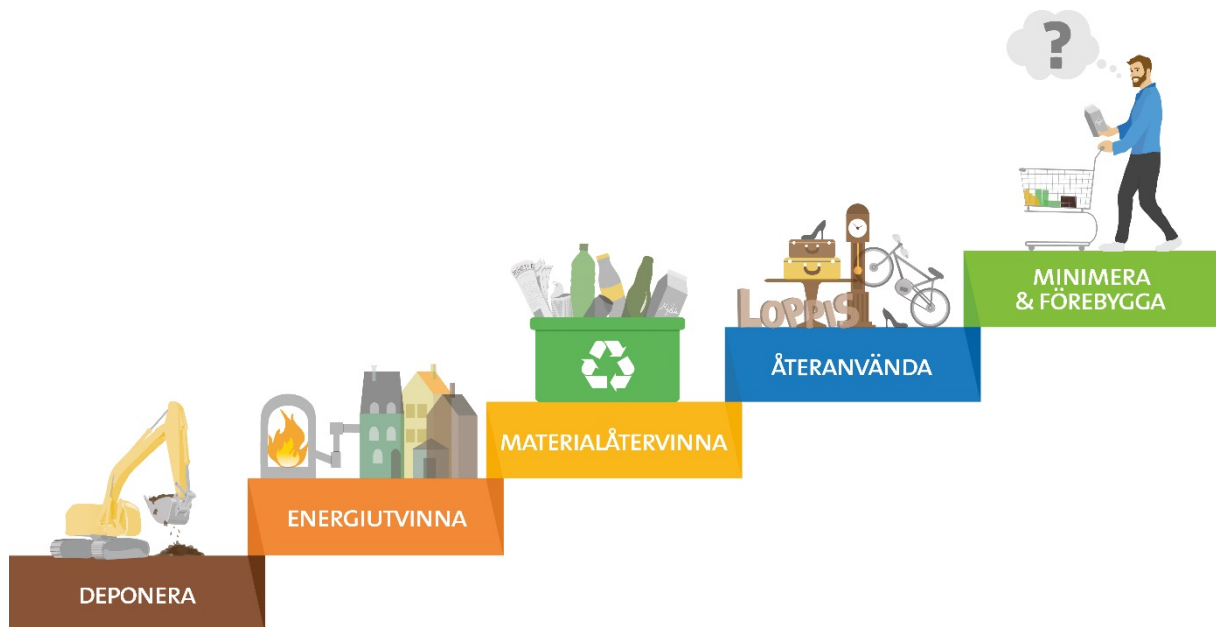 ?
MINIMERA
& FÖREBYGGA
LOPPIS
ÅTERANVÄNDA
MATERIALÅTERVINNA
ENERGIUTVINNA
DEPONERA